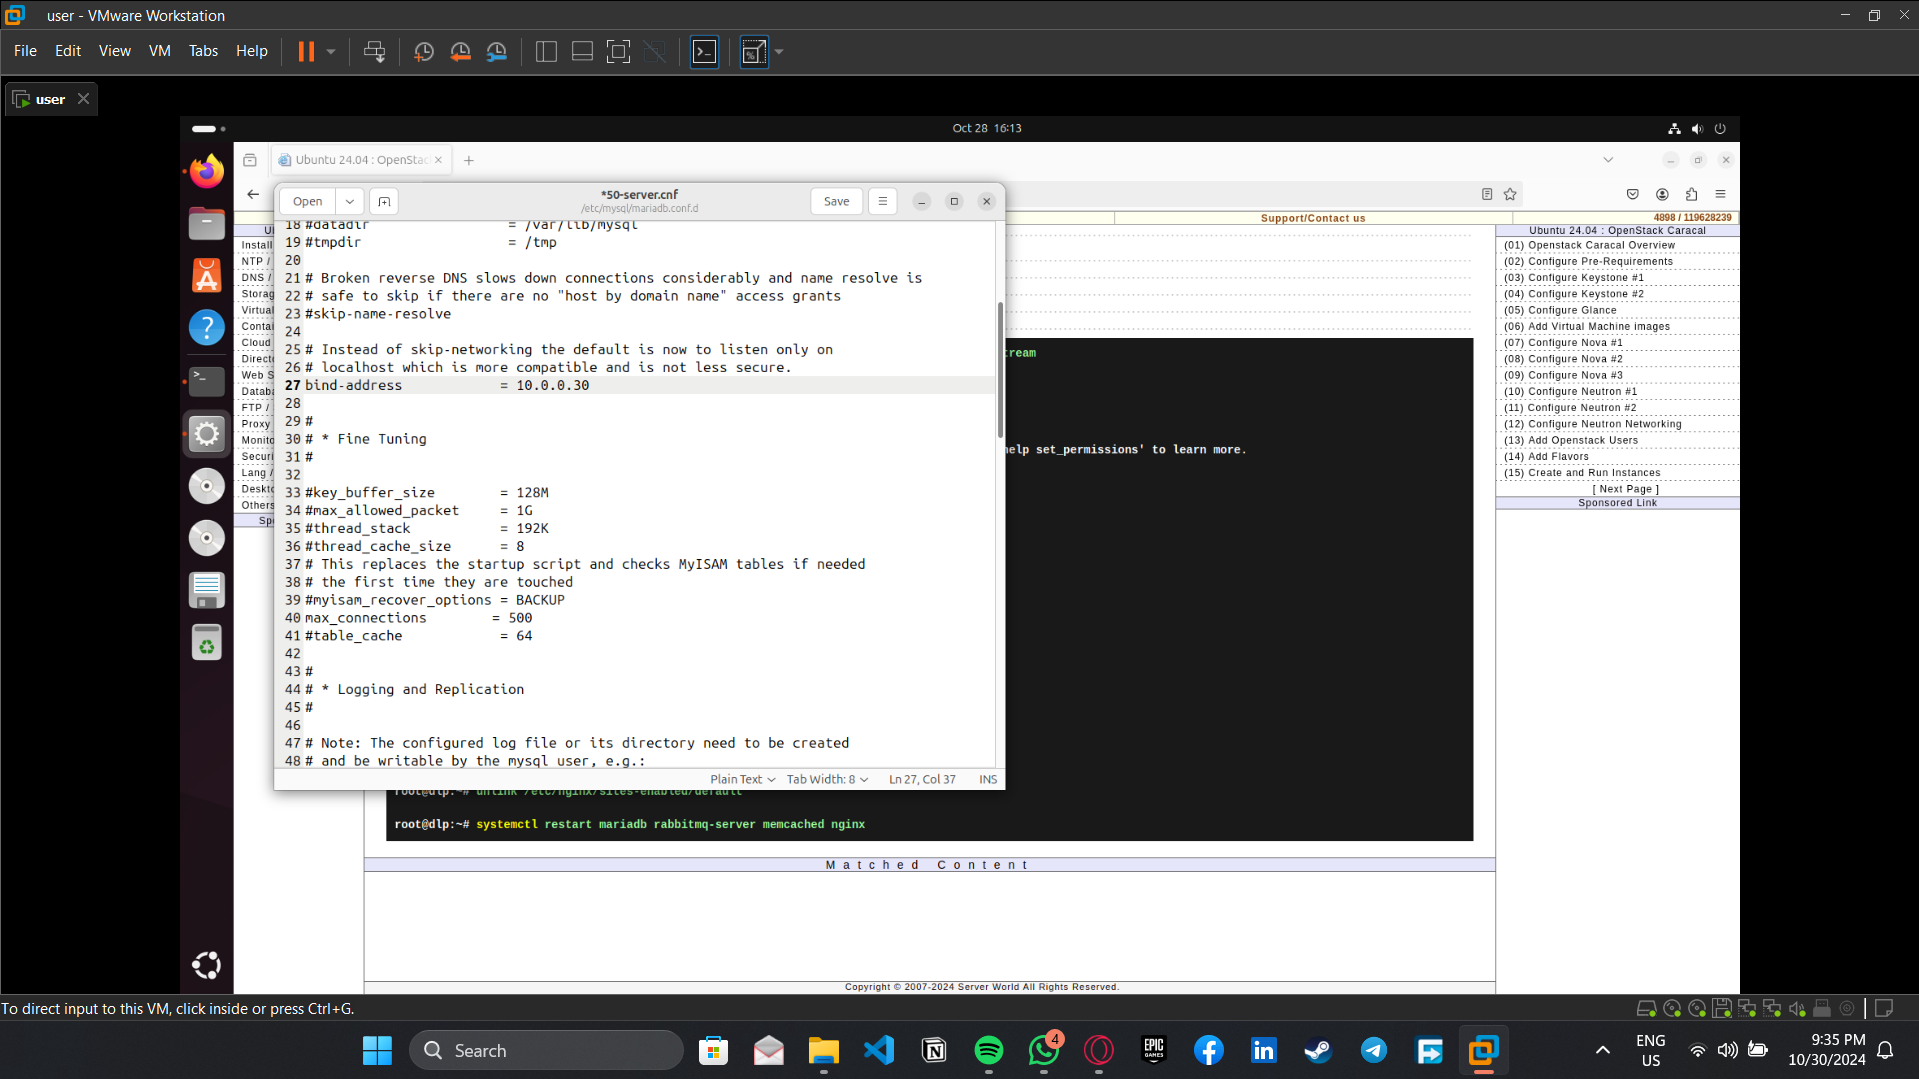 user - VMware Workstation
File Edit View VM Tabs Help
user
Oct 28 16:13
Ubuntu 24.04 : OpenStac
Open
*50-server.cnf
/etc/mysql/mariadb.conf.d
Save
Support/Contact us
4898 / 119628239
18 #datadir = /var/lib/mysql
19 #tmpdir = /tmp
20
21 # Broken reverse DNS slows down connections considerably and name resolve is
22 # safe to skip if there are no "host by domain name" access grants
23 #skip-name-resolve
24
25 # Instead of skip-networking the default is now to listen only on
26 # localhost which is more compatible and is not less secure.
27 bind-address = 10.0.0.30
28
29 #
30 # * Fine Tuning
31 #
32
33 #key_buffer_size = 128M
34 #max_allowed_packet = 1G
35 #thread_stack = 192K
36 #thread_cache_size = 8
37 # This replaces the startup script and checks MyISAM tables if needed
38 # the first time they are touched
39 #myisam_recover_options = BACKUP
40 max_connections = 500
41 #table_cache = 64
42
43 #
44 # * Logging and Replication
45 #
46
47 # Note: The configured log file or its directory need to be created
48 # and be writable by the mysql user, e.g.:
Plain Text Tab Width: 8 Ln 27, Col 37 INS
U
Install
NTP /
DNS /
Storag
Virtual
Contai
Cloud
Directo
Web S
Databa
FTP /
Proxy
Monito
Securi
Lang /
Deskto
Others
Spo
tream
help set_permissions' to learn more.
root@dlp:~# unlink /etc/nginx/sites-enabled/default
root@dlp:~# systemctl restart mariadb rabbitmq-server memcached nginx
Matched Content
Copyright © 2007-2024 Server World All Rights Reserved.
Ubuntu 24.04 : OpenStack Caracal
(01) Openstack Caracal Overview
(02) Configure Pre-Requirements
(03) Configure Keystone #1
(04) Configure Keystone #2
(05) Configure Glance
(06) Add Virtual Machine images
(07) Configure Nova #1
(08) Configure Nova #2
(09) Configure Nova #3
(10) Configure Neutron #1
(11) Configure Neutron #2
(12) Configure Neutron Networking
(13) Add Openstack Users
(14) Add Flavors
(15) Create and Run Instances
[ Next Page ]
Sponsored Link
To direct input to this VM, click inside or press Ctrl+G.
Search
4
EPIC GAMES
ENG
US
9:35 PM
10/30/2024